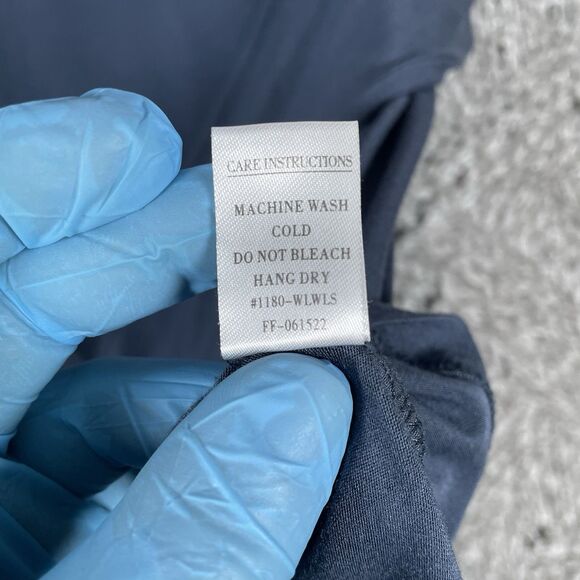 CARE INSTRUCTIONS
MACHINE WASH
COLD
DO NOT BLEACH
HANG DRY
#1180-WLWLS
FF-061522